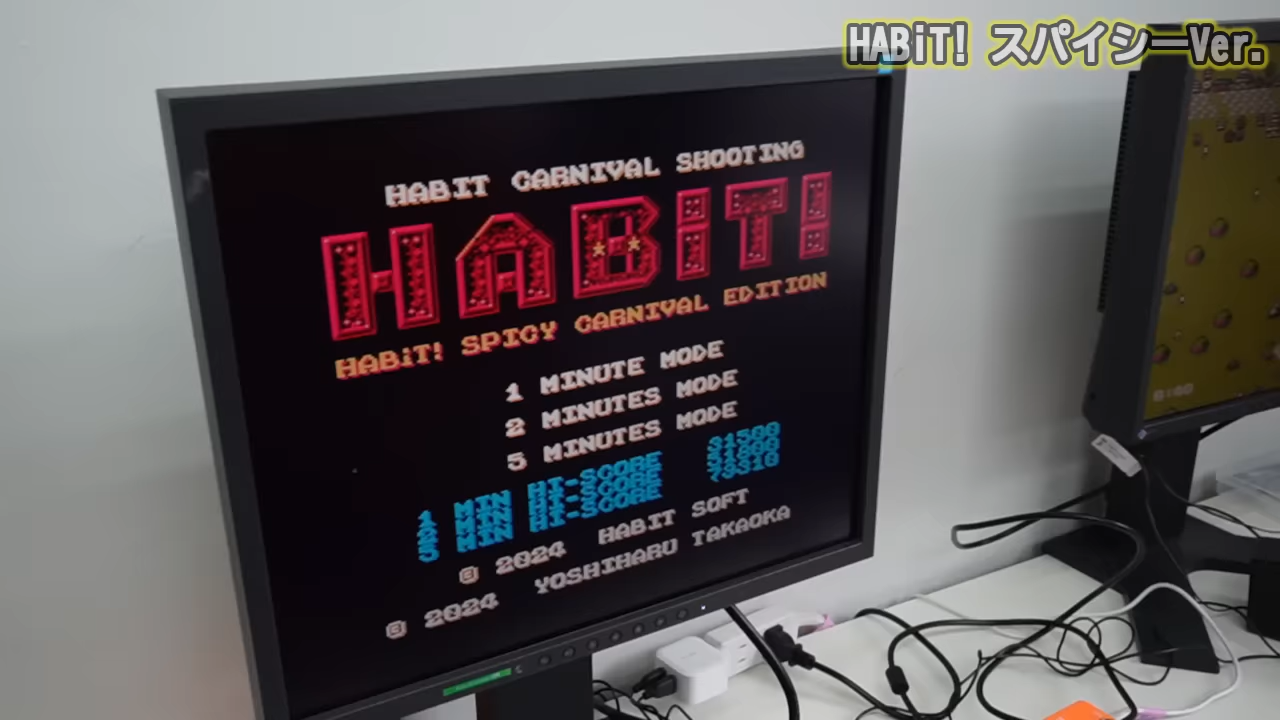 HABiT! スパイシーVer.
HABIT CARNIVAL SHOOTING
HABiT!
HABiT! SPICY CARNIVAL EDITION
1 MINUTE MODE
2 MINUTES MODE
5 MINUTES MODE
1 MIN HI-SCORE 31500
2 MIN HI-SCORE 51800
5 MIN HI-SCORE
© 2024 HABIT SOFT
© 2024 YOSHIHARU TAKAOKA